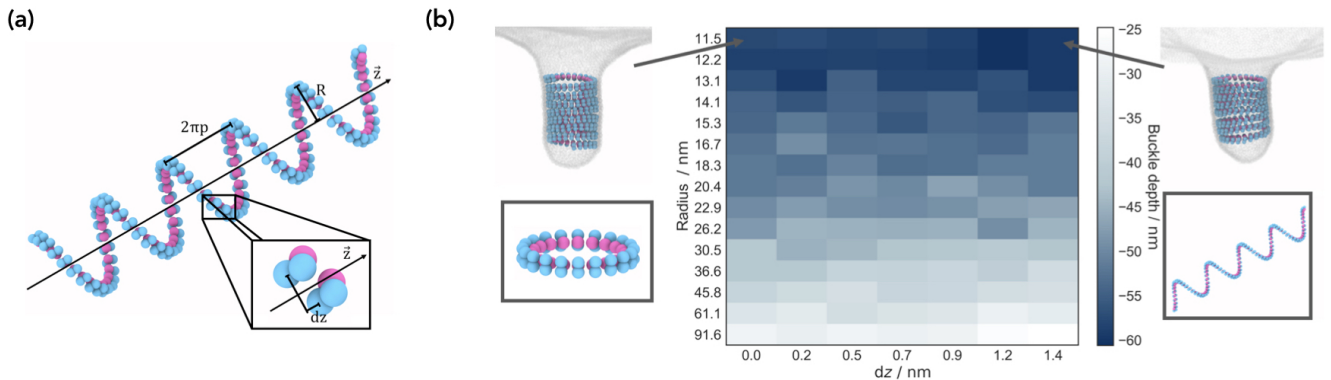 (a)
z⃗
R
2πp
z⃗
dz
(b)
11.5
12.2
13.1
14.1
15.3
16.7
18.3
20.4
22.9
26.2
30.5
36.6
45.8
61.1
91.6
Radius / nm
0.0 0.2 0.5 0.7 0.9 1.2 1.4
dz / nm
−25
−30
−35
−40
−45
−50
−55
−60
Buckle depth / nm